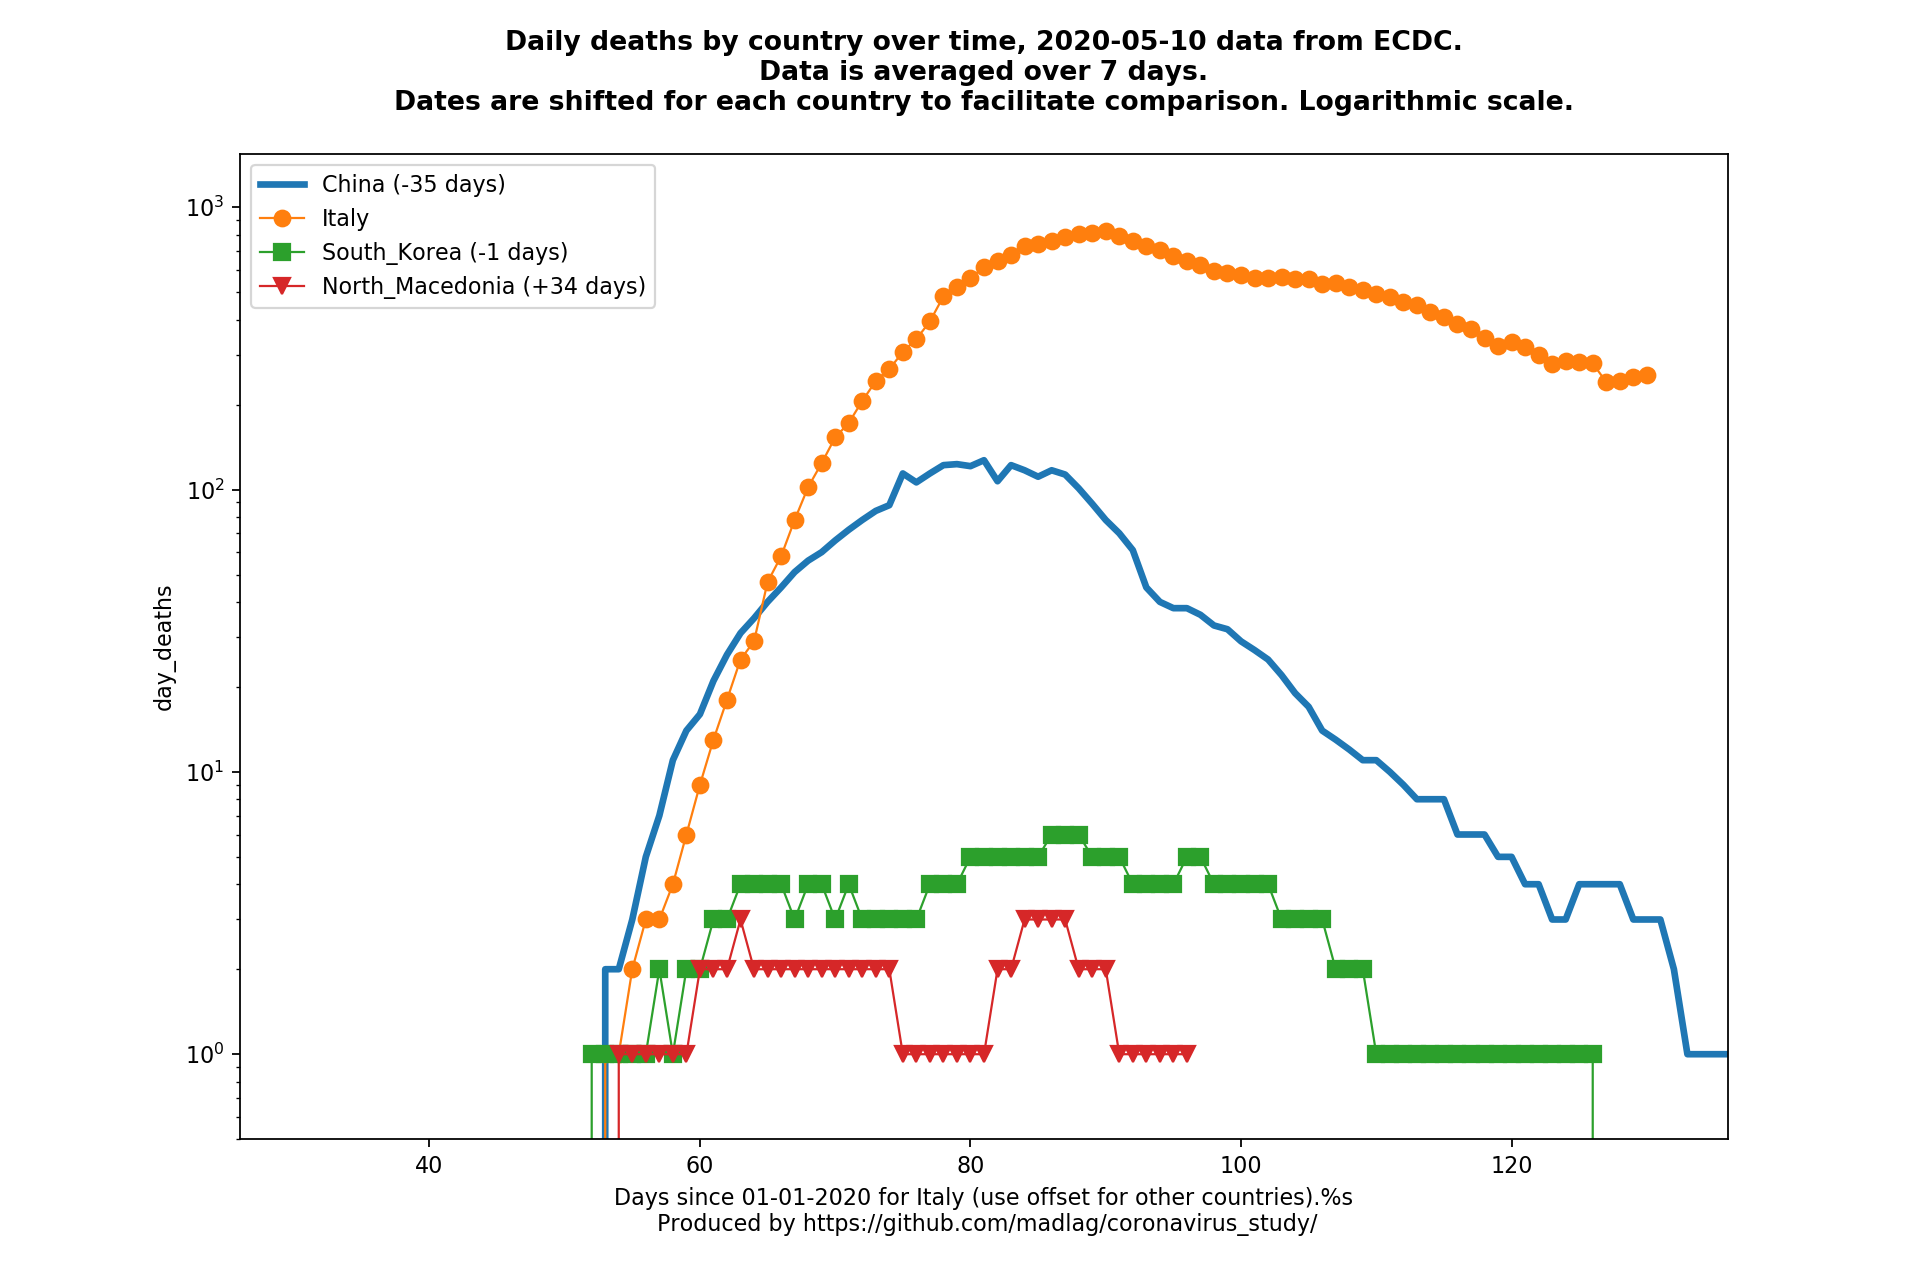 Daily deaths by country over time, 2020-05-10 data from ECDC.
Data is averaged over 7 days.
Dates are shifted for each country to facilitate comparison. Logarithmic scale.
China (-35 days)
Italy
South_Korea (-1 days)
North_Macedonia (+34 days)
10³
10²
10¹
10⁰
day_deaths
40 60 80 100 120
Days since 01-01-2020 for Italy (use offset for other countries).%s
Produced by https://github.com/madlag/coronavirus_study/